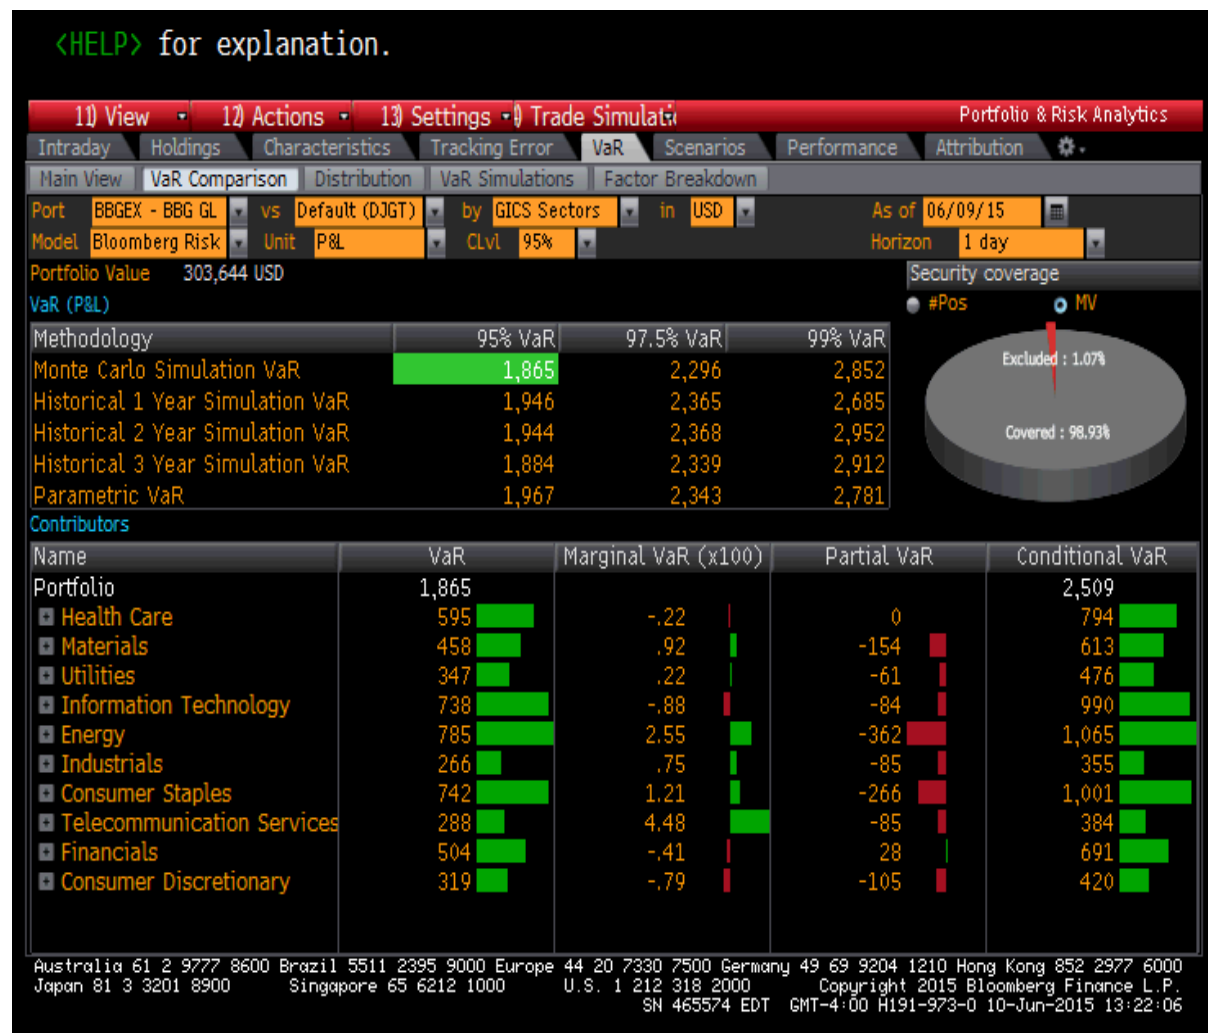 <HELP> for explanation.
11) View 12) Actions 13) Settings ) Trade Simulati Portfolio & Risk Analytics
Intraday Holdings Characteristics Tracking Error VaR Scenarios Performance Attribution
Main View VaR Comparison Distribution VaR Simulations Factor Breakdown
Port BBGEX - BBG GL vs Default (DJGT) by GICS Sectors in USD As of 06/09/15
Model Bloomberg Risk Unit P&L CLvl 95% Horizon 1 day
Portfolio Value 303,644 USD Security coverage
VaR (P&L) #Pos MV
Methodology 95% VaR 97.5% VaR 99% VaR
Monte Carlo Simulation VaR 1,865 2,296 2,852 Excluded : 1.07%
Historical 1 Year Simulation VaR 1,946 2,365 2,685
Historical 2 Year Simulation VaR 1,944 2,368 2,952 Covered : 98.93%
Historical 3 Year Simulation VaR 1,884 2,339 2,912
Parametric VaR 1,967 2,343 2,781
Contributors
Name VaR Marginal VaR (x100) Partial VaR Conditional VaR
Portfolio 1,865 2,509
Health Care 595 -.22 0 794
Materials 458 .92 -154 613
Utilities 347 .22 -61 476
Information Technology 738 -.88 -84 990
Energy 785 2.55 -362 1,065
Industrials 266 .75 -85 355
Consumer Staples 742 1.21 -266 1,001
Telecommunication Services 288 4.48 -85 384
Financials 504 -.41 28 691
Consumer Discretionary 319 -.79 -105 420
Australia 61 2 9777 8600 Brazil 5511 2395 9000 Europe 44 20 7330 7500 Germany 49 69 9204 1210 Hong Kong 852 2977 6000
Japan 81 3 3201 8900 Singapore 65 6212 1000 U.S. 1 212 318 2000 Copyright 2015 Bloomberg Finance L.P.
SN 465574 EDT GMT-4:00 H191-973-0 10-Jun-2015 13:22:06